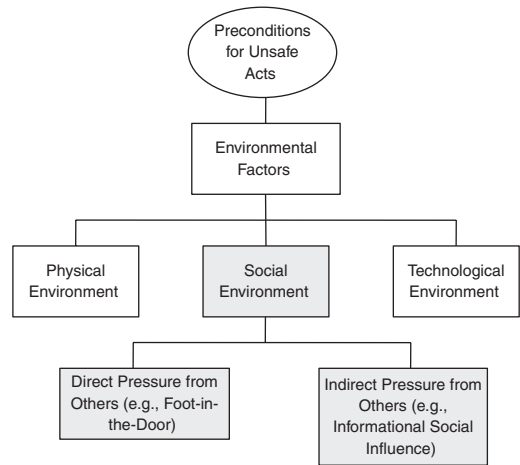 Preconditions
for Unsafe
Acts
Environmental
Factors
Physical
Environment
Social
Environment
Technological
Environment
Direct Pressure from
Others (e.g., Foot-in-
the-Door)
Indirect Pressure from
Others (e.g.,
Informational Social
Influence)